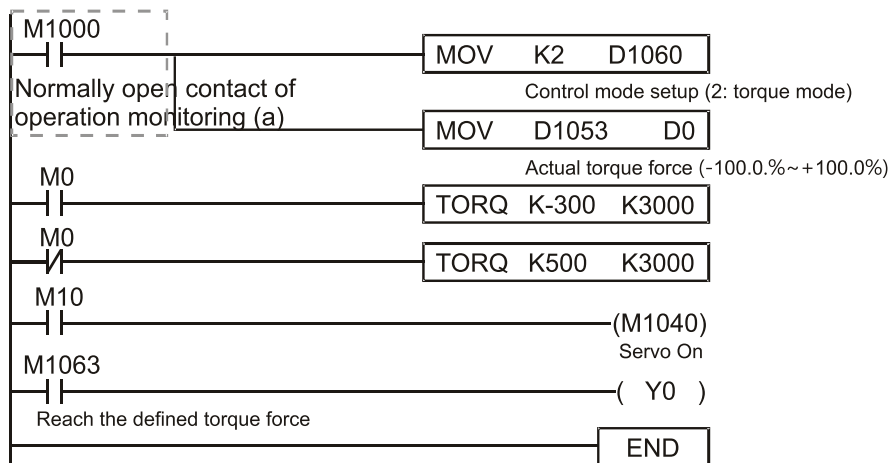 M1000
MOV K2 D1060
Normally open contact of
operation monitoring (a)
Control mode setup (2: torque mode)
MOV D1053 D0
Actual torque force (-100.0.%~+100.0%)
M0
TORQ K-300 K3000
M0
TORQ K500 K3000
M10
(M1040)
Servo On
M1063
( Y0 )
Reach the defined torque force
END